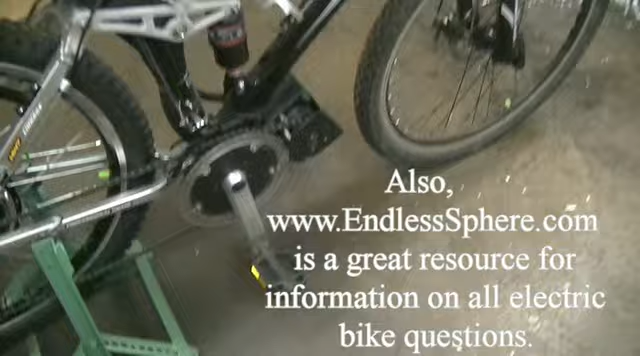 Also,
www.EndlessSphere.com
is a great resource for
information on all electric
bike questions.